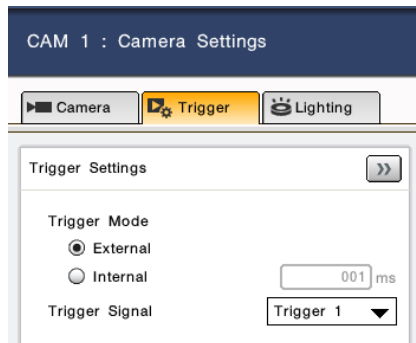 CAM 1 : Camera Settings
Camera Trigger Lighting
Trigger Settings
Trigger Mode
External
Internal 001 ms
Trigger Signal Trigger 1